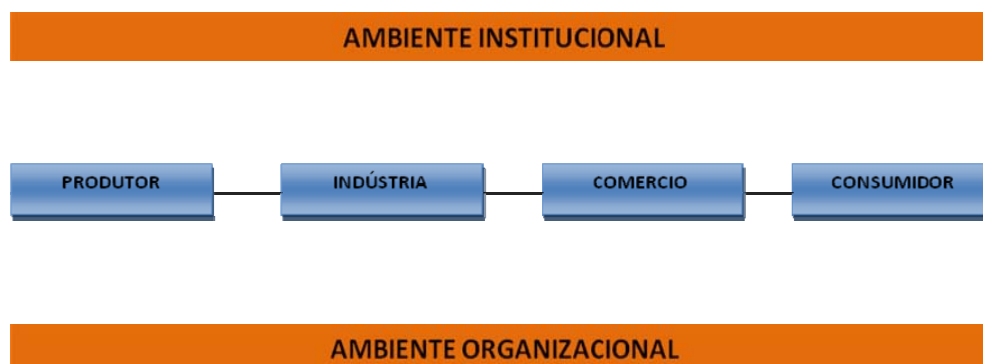 AMBIENTE INSTITUCIONAL
PRODUTOR
INDÚSTRIA
COMERCIO
CONSUMIDOR
AMBIENTE ORGANIZACIONAL